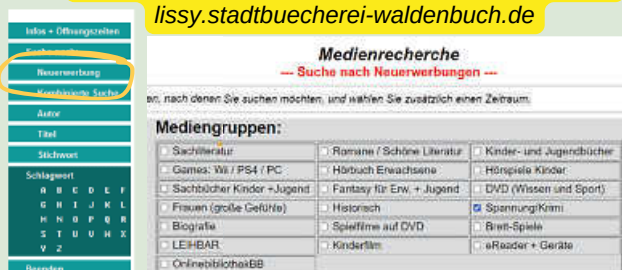 lissy.stadtbuecherei-waldenbuch.de
Infos + Öffnungszeiten
Neuerwerbung
Kombinierte Suche
Autor
Titel
Stichwort
Schlagwort
A B C D E F
G H I J K L
M N O P Q R
S T U V W X
Y Z
Beenden
Medienrecherche
--- Suche nach Neuerwerbungen ---
en, nach denen Sie suchen möchten, und wählen Sie zusätzlich einen Zeitraum.
Mediengruppen:
Sachliteratur Romane / Schöne Literatur Kinder- und Jugendbücher
Games: Wii / PS4 / PC Hörbuch Erwachsene Hörspiele Kinder
Sachbücher Kinder +Jugend Fantasy für Erw. + Jugend DVD (Wissen und Sport)
Frauen (große Gefühle) Historisch Spannung/Krimi
Biografie Spielfilme auf DVD Brett-Spiele
LEIHBAR Kinderfilm eReader + Geräte
OnlinebibliothekBB